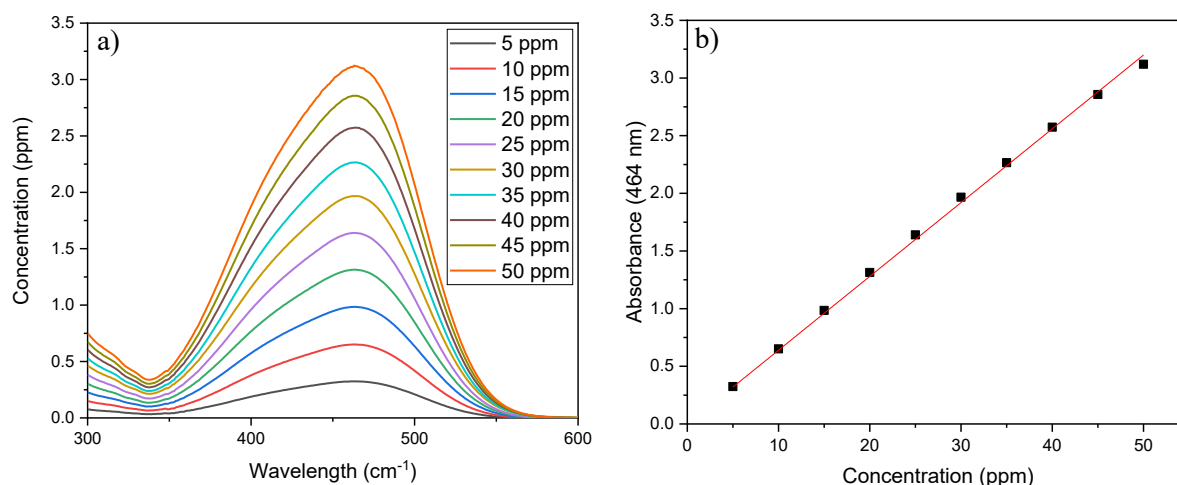 a)
Concentration (ppm)
3.5
3.0
2.5
2.0
1.5
1.0
0.5
0.0
300
400
500
600
Wavelength (cm⁻¹)
5 ppm
10 ppm
15 ppm
20 ppm
25 ppm
30 ppm
35 ppm
40 ppm
45 ppm
50 ppm
b)
Absorbance (464 nm)
3.5
3.0
2.5
2.0
1.5
1.0
0.5
0.0
0
10
20
30
40
50
Concentration (ppm)